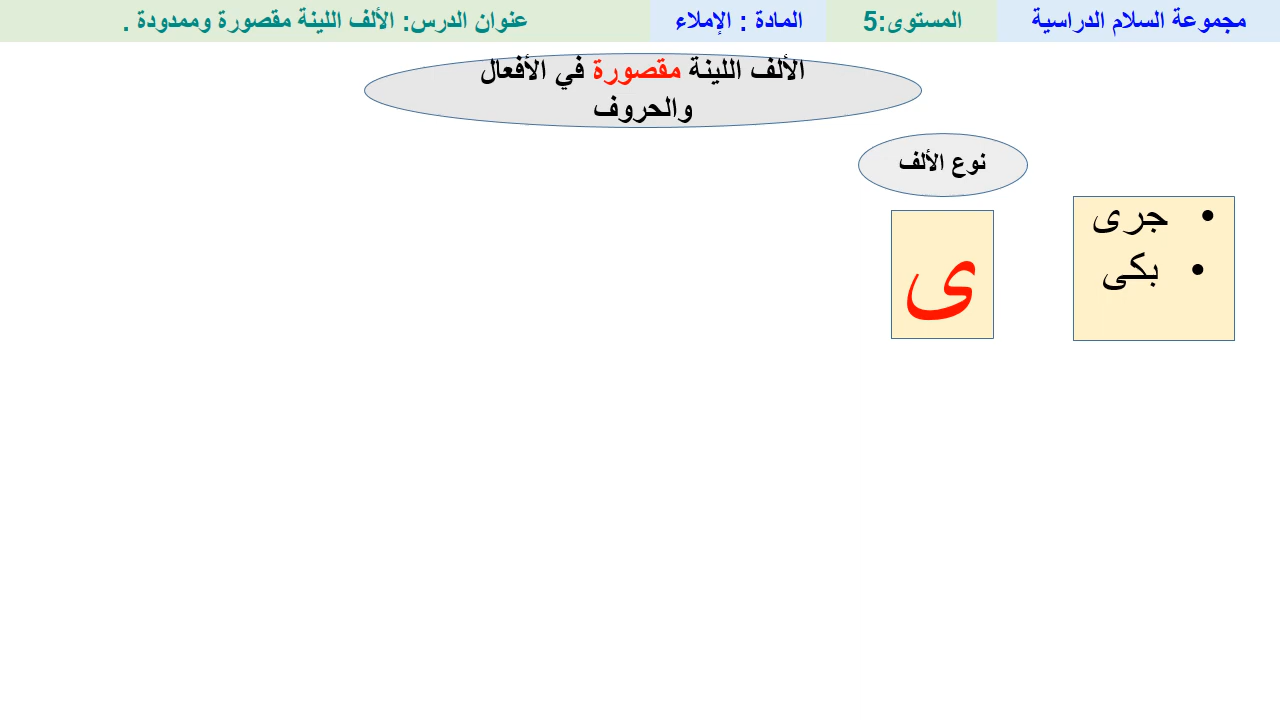 مجموعة السلام الدراسية
المستوى:5
المادة : الإملاء
عنوان الدرس: الألف اللينة مقصورة وممدودة .
الألف اللينة مقصورة في الأفعال
والحروف
نوع الألف
• جرى
• بكى
ى